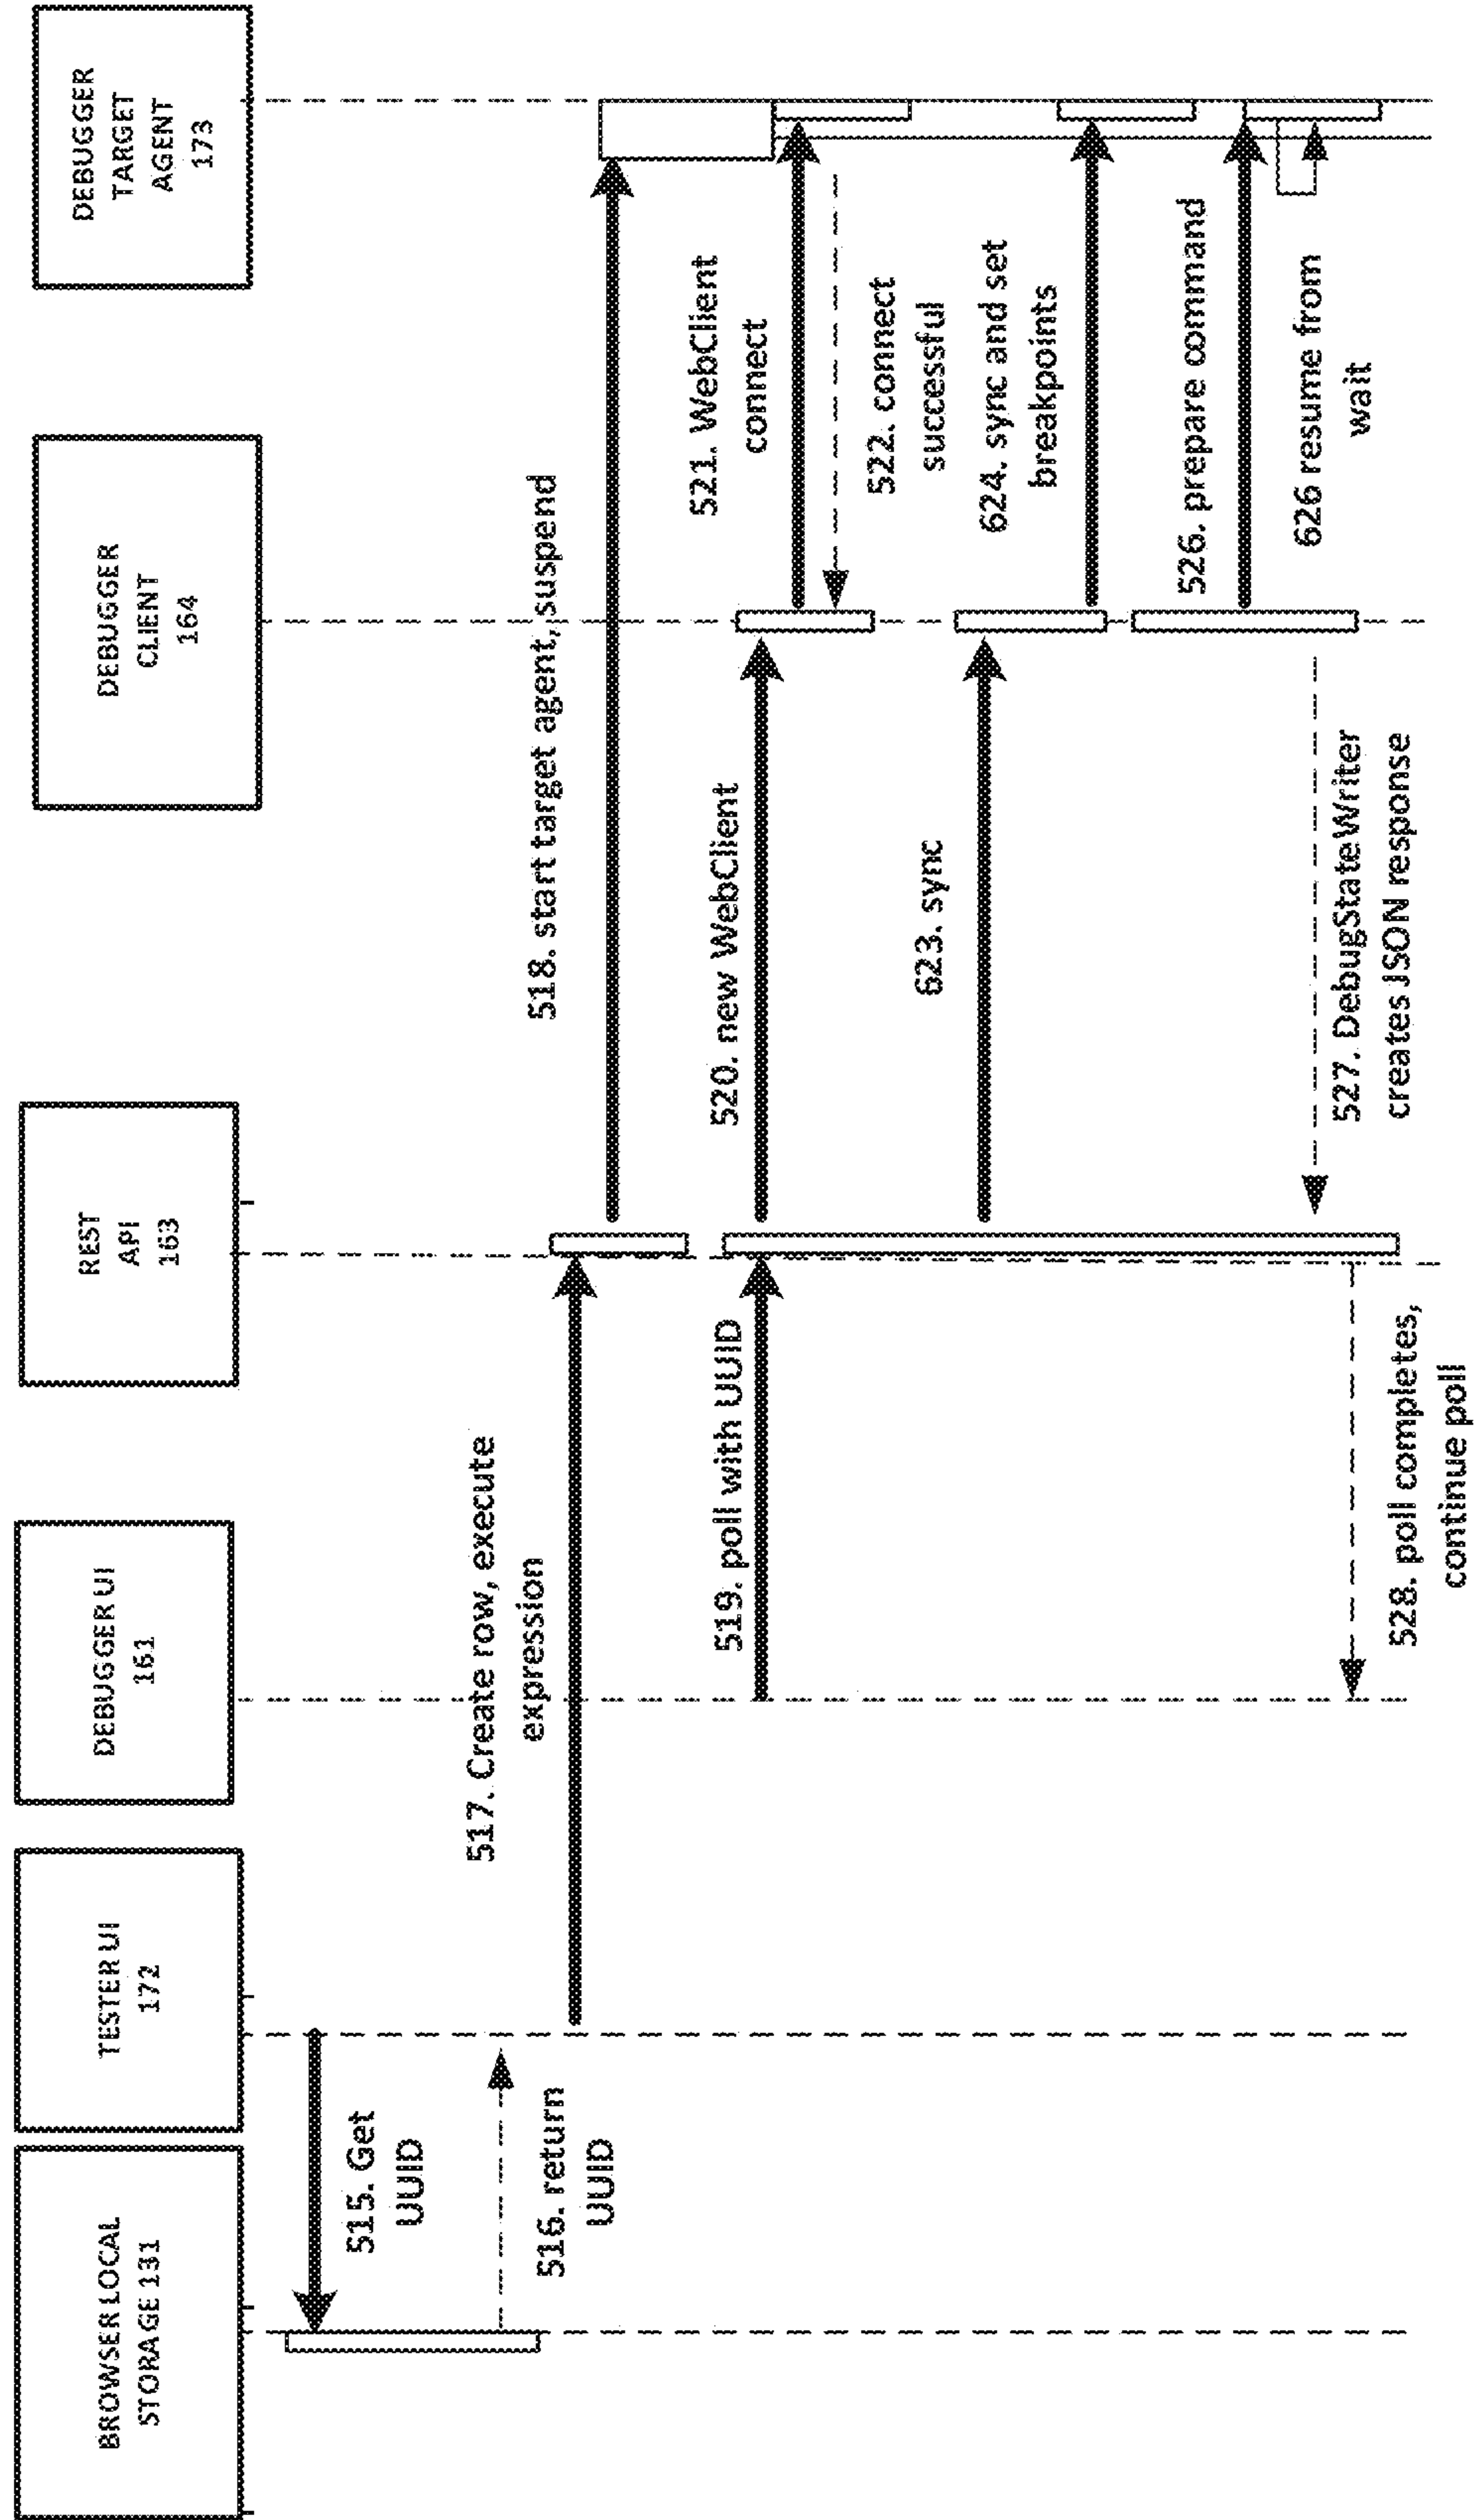 BROWSER LOCAL
STORAGE 131
TESTER UI
172
DEBUGGER UI
161
REST
API
163
DEBUGGER
CLIENT
164
DEBUGGER
TARGET
AGENT
173
515. Get
UUID
516. return
UUID
517. Create row, execute
expression
518. start target agent, suspend
519. poll with UUID
520. new WebClient
521. WebClient
connect
522. connect
successful
623. sync
624. sync and set
breakpoints
526. prepare command
626 resume from
wait
527. DebugStateWriter
creates JSON response
528. poll completes,
continue poll